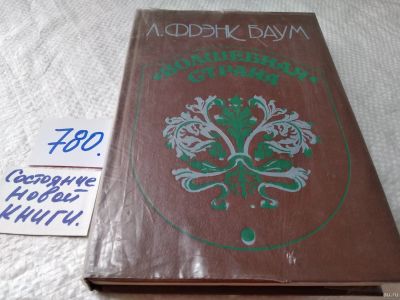 Л. ФРЭНК БАУМ
ВОЛШЕБНАЯ
СТРАНА
780.
Состояние
новой
книги.